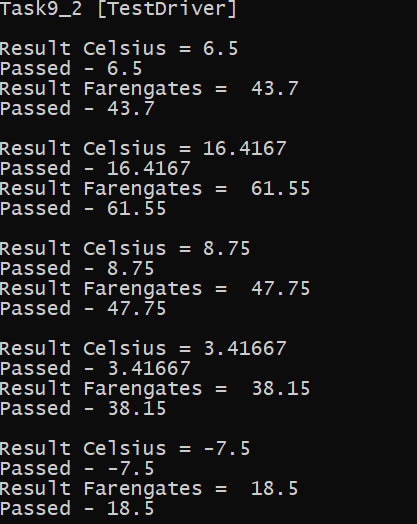 Task9_2 [TestDriver]
Result Celsius = 6.5
Passed - 6.5
Result Farengates =  43.7
Passed - 43.7
Result Celsius = 16.4167
Passed - 16.4167
Result Farengates =  61.55
Passed - 61.55
Result Celsius = 8.75
Passed - 8.75
Result Farengates =  47.75
Passed - 47.75
Result Celsius = 3.41667
Passed - 3.41667
Result Farengates =  38.15
Passed - 38.15
Result Celsius = -7.5
Passed - -7.5
Result Farengates =  18.5
Passed - 18.5